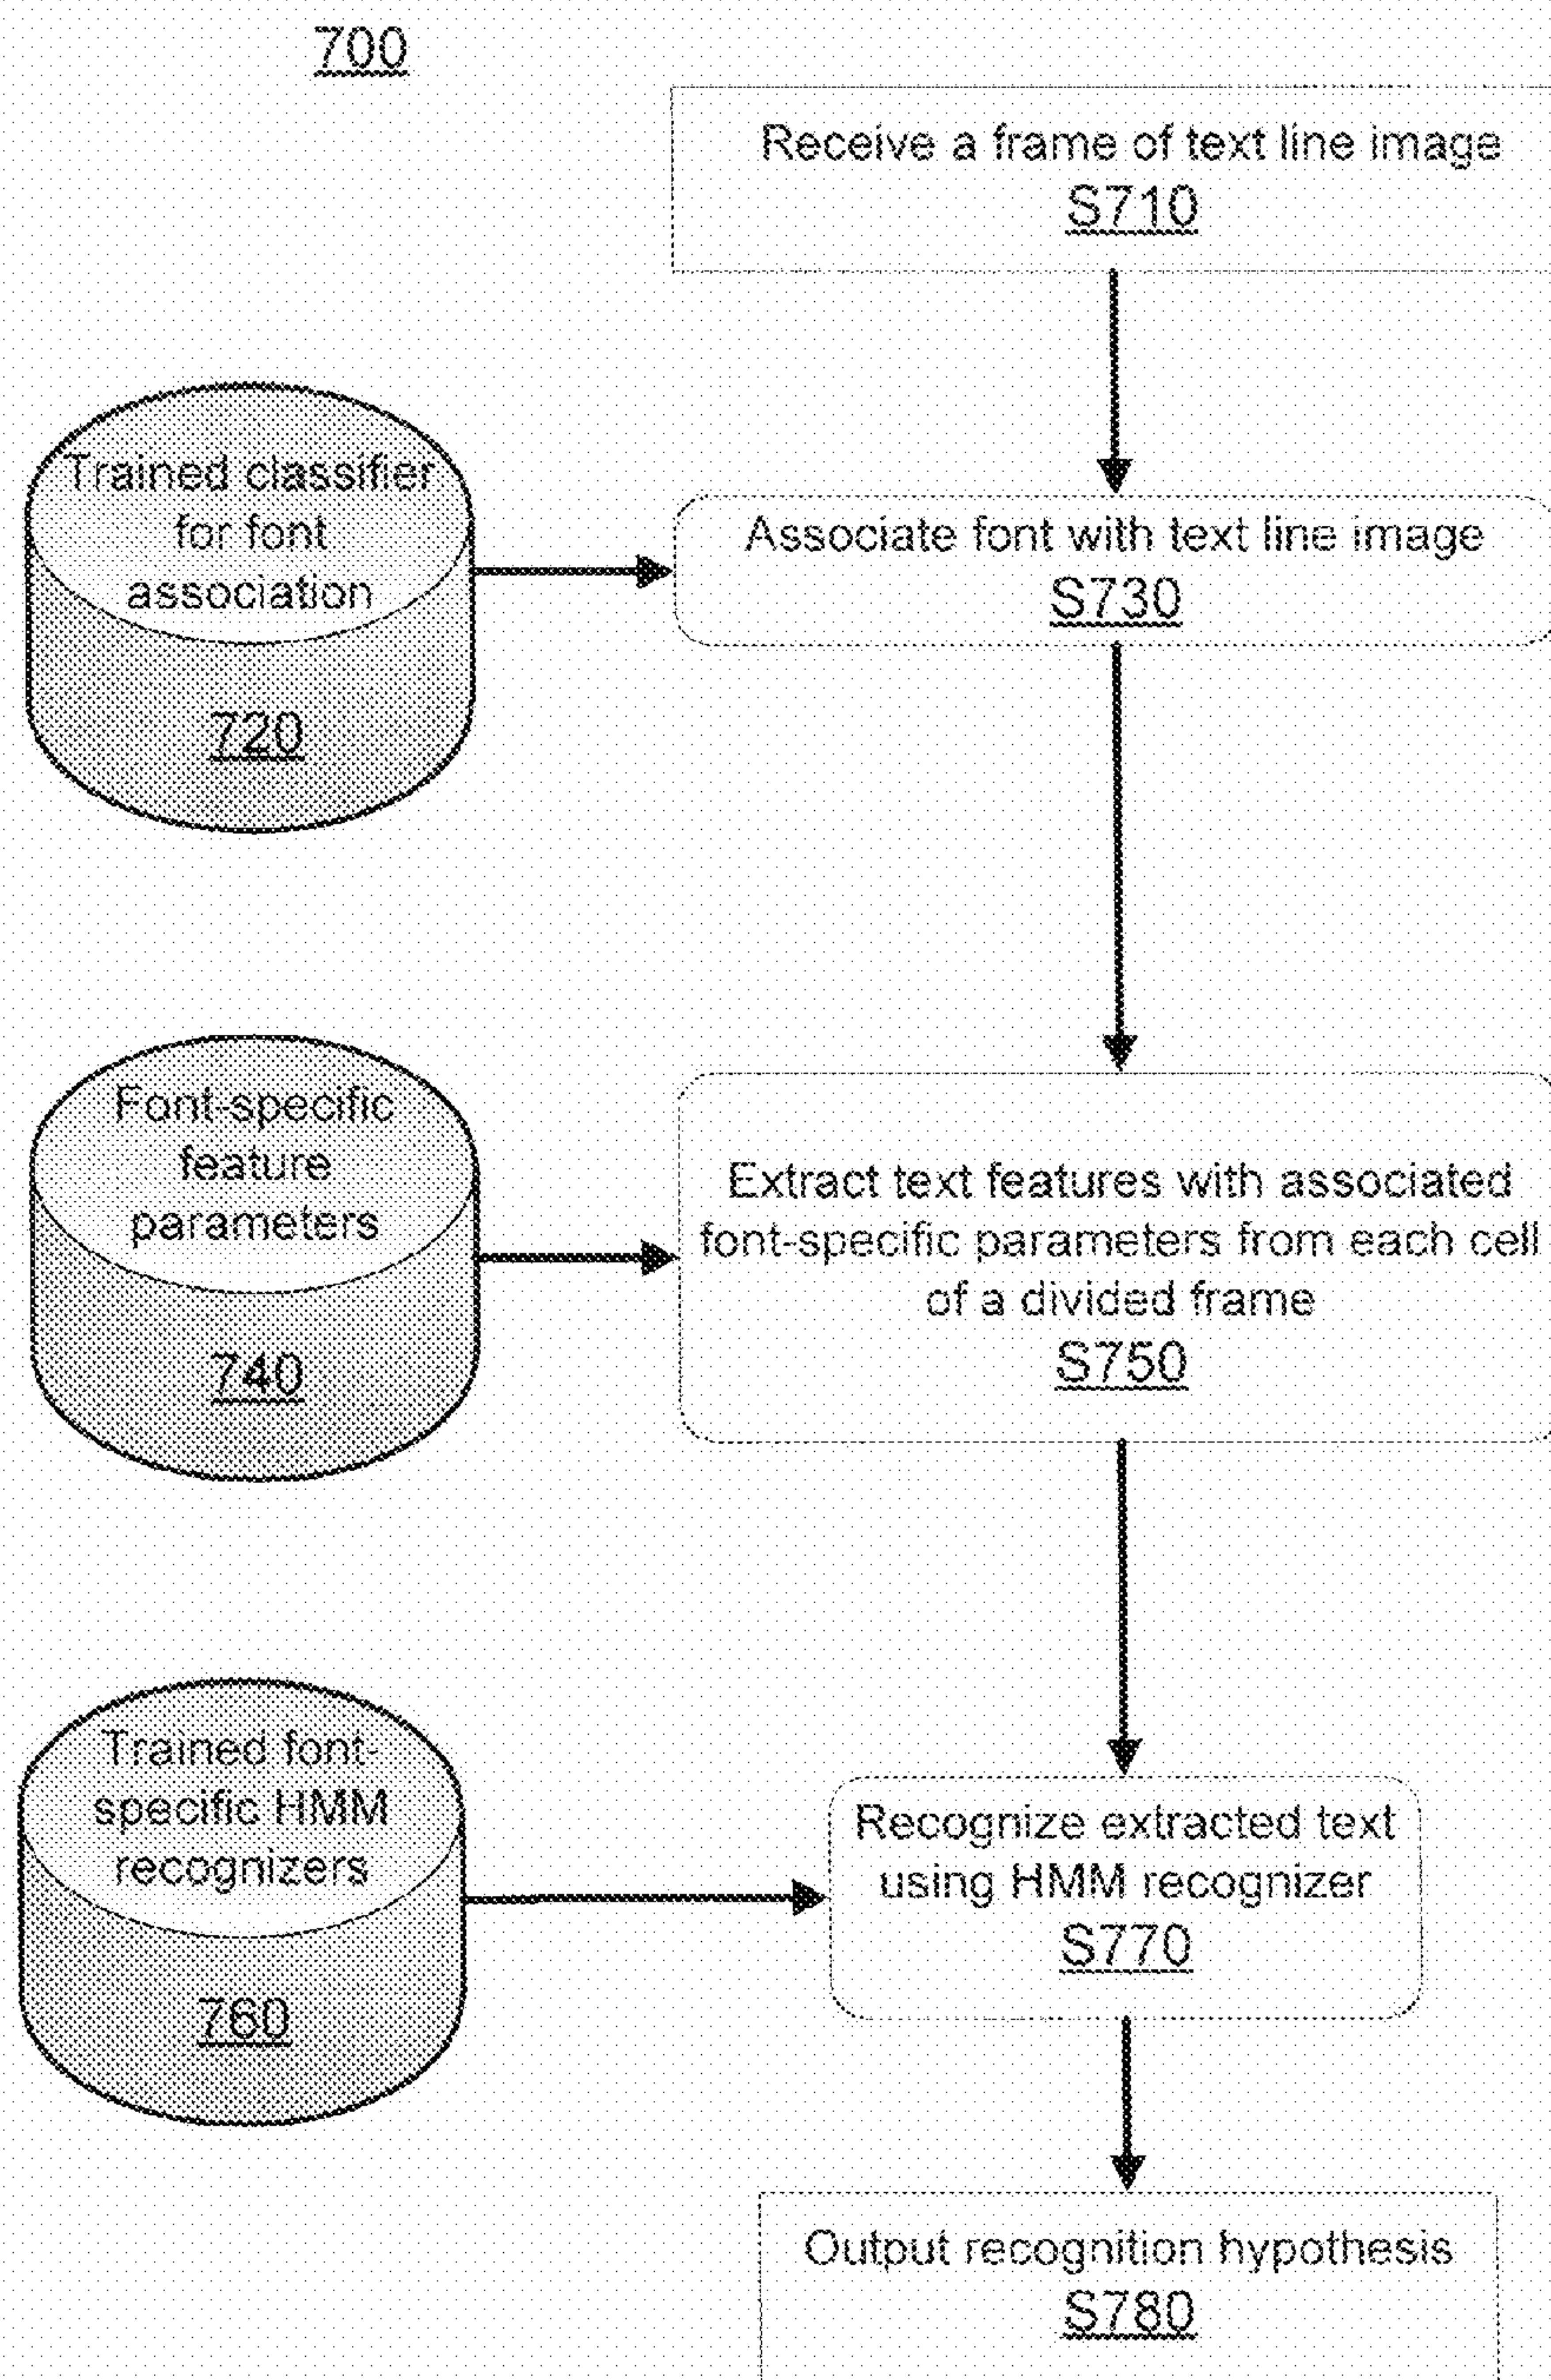 700
Receive a frame of text line image
S710
Trained classifier
for font
association
720
Associate font with text line image
S730
Font-specific
feature
parameters
740
Extract text features with associated
font-specific parameters from each cell
of a divided frame
S750
Trained font-
specific HMM
recognizers
760
Recognize extracted text
using HMM recognizer
S770
Output recognition hypothesis
S780